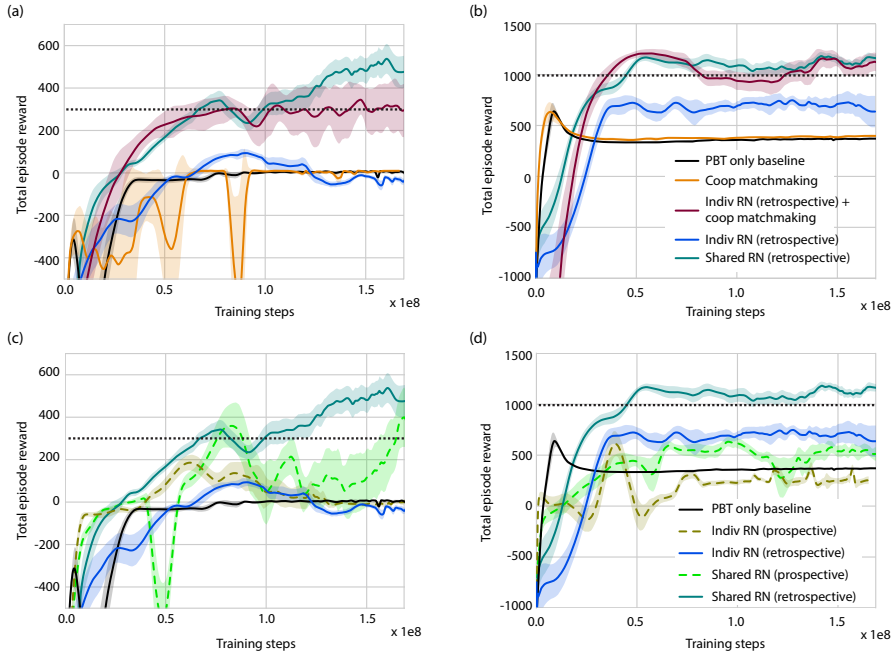 (a)
600
400
300
200
0
-200
-400
Total episode reward
0.0
0.5
1.0
1.5
x 1e8
Training steps
(b)
1500
1000
500
0
-500
-1000
Total episode reward
PBT only baseline
Coop matchmaking
Indiv RN (retrospective) +
coop matchmaking
Indiv RN (retrospective)
Shared RN (retrospective)
0.0
0.5
1.0
1.5
x 1e8
Training steps
(c)
600
400
300
200
0
-200
-400
Total episode reward
0.0
0.5
1.0
1.5
x 1e8
Training steps
(d)
1500
1000
500
0
-500
-1000
Total episode reward
PBT only baseline
Indiv RN (prospective)
Indiv RN (retrospective)
Shared RN (prospective)
Shared RN (retrospective)
0.0
0.5
1.0
1.5
x 1e8
Training steps